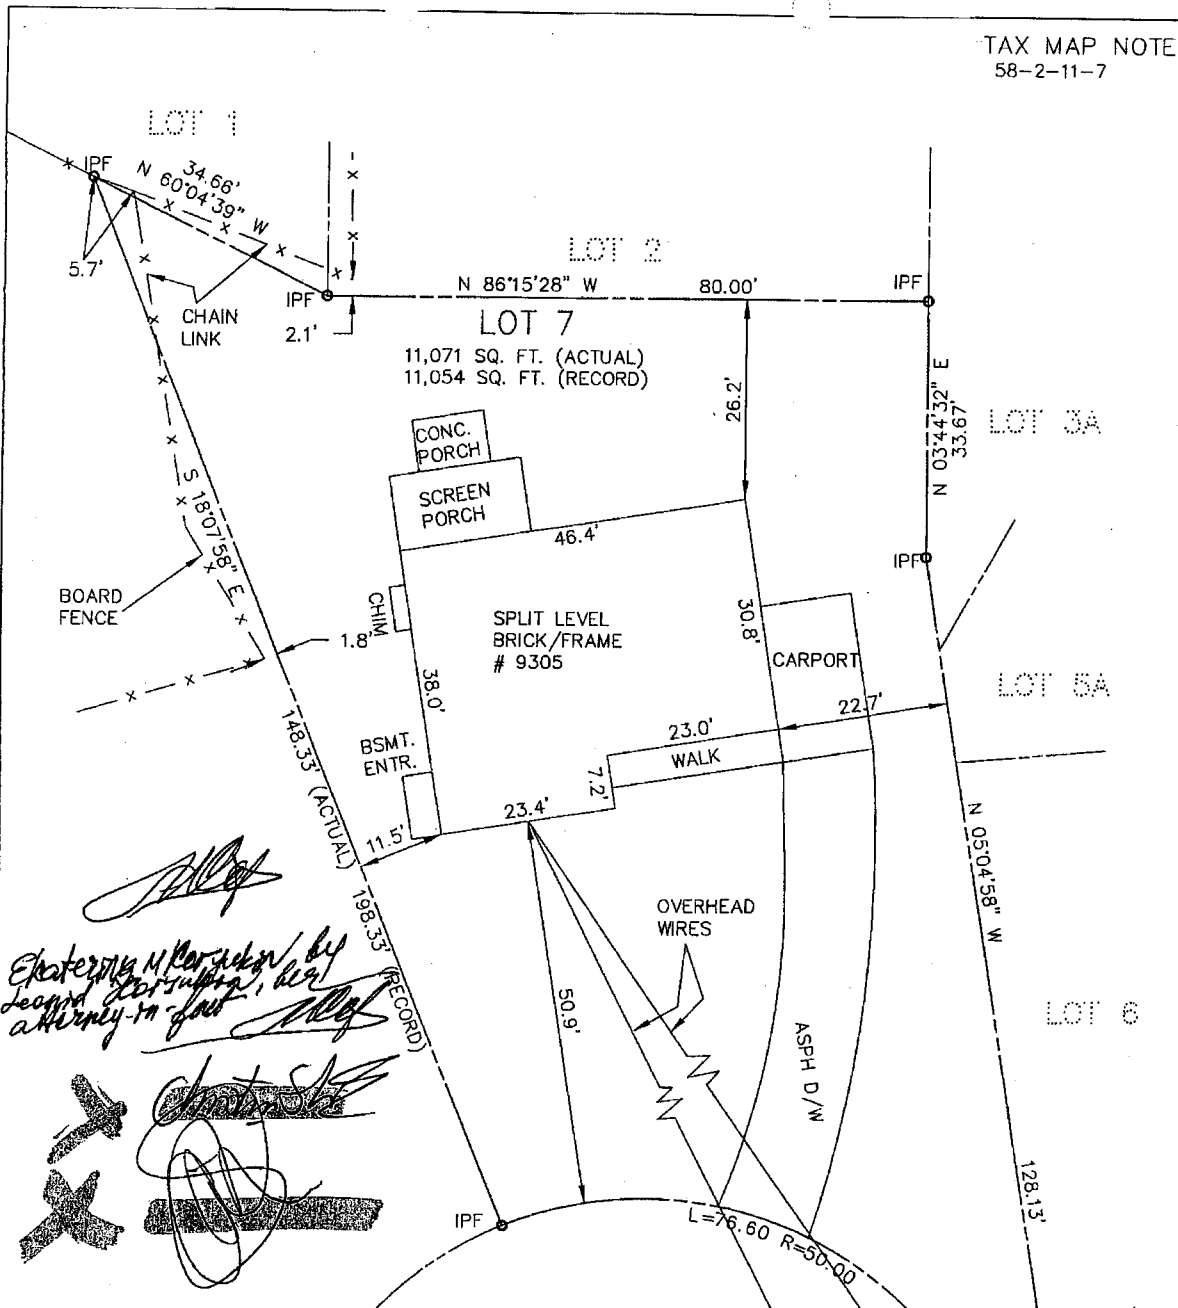 TAX MAP NOTE
58-2-11-7
LOT 1
IPF
34.66'
N 60°04'39" W
5.7'
CHAIN
LINK
IPF
2.1'
LOT 2
N 86°15'28" W 80.00'
IPF
LOT 7
11,071 SQ. FT. (ACTUAL)
11,054 SQ. FT. (RECORD)
26.2'
N 03°44'32" E
33.67'
LOT 3A
CONC.
PORCH
SCREEN
PORCH
46.4'
S 18°07'58" E
IPF
BOARD
FENCE
CHIM
1.8'
SPLIT LEVEL
BRICK/FRAME
# 9305
30.8'
CARPORT
38.0'
LOT 5A
22.7'
23.0'
WALK
BSMT.
ENTR.
7.2'
23.4'
11.5'
148.33' (ACTUAL)
198.33' (RECORD)
N 05°04'58" W
OVERHEAD
WIRES
by
her
attorney-in-fact
50.9'
ASPH D/W
LOT 6
128.13'
IPF
L=76.60 R=50.00